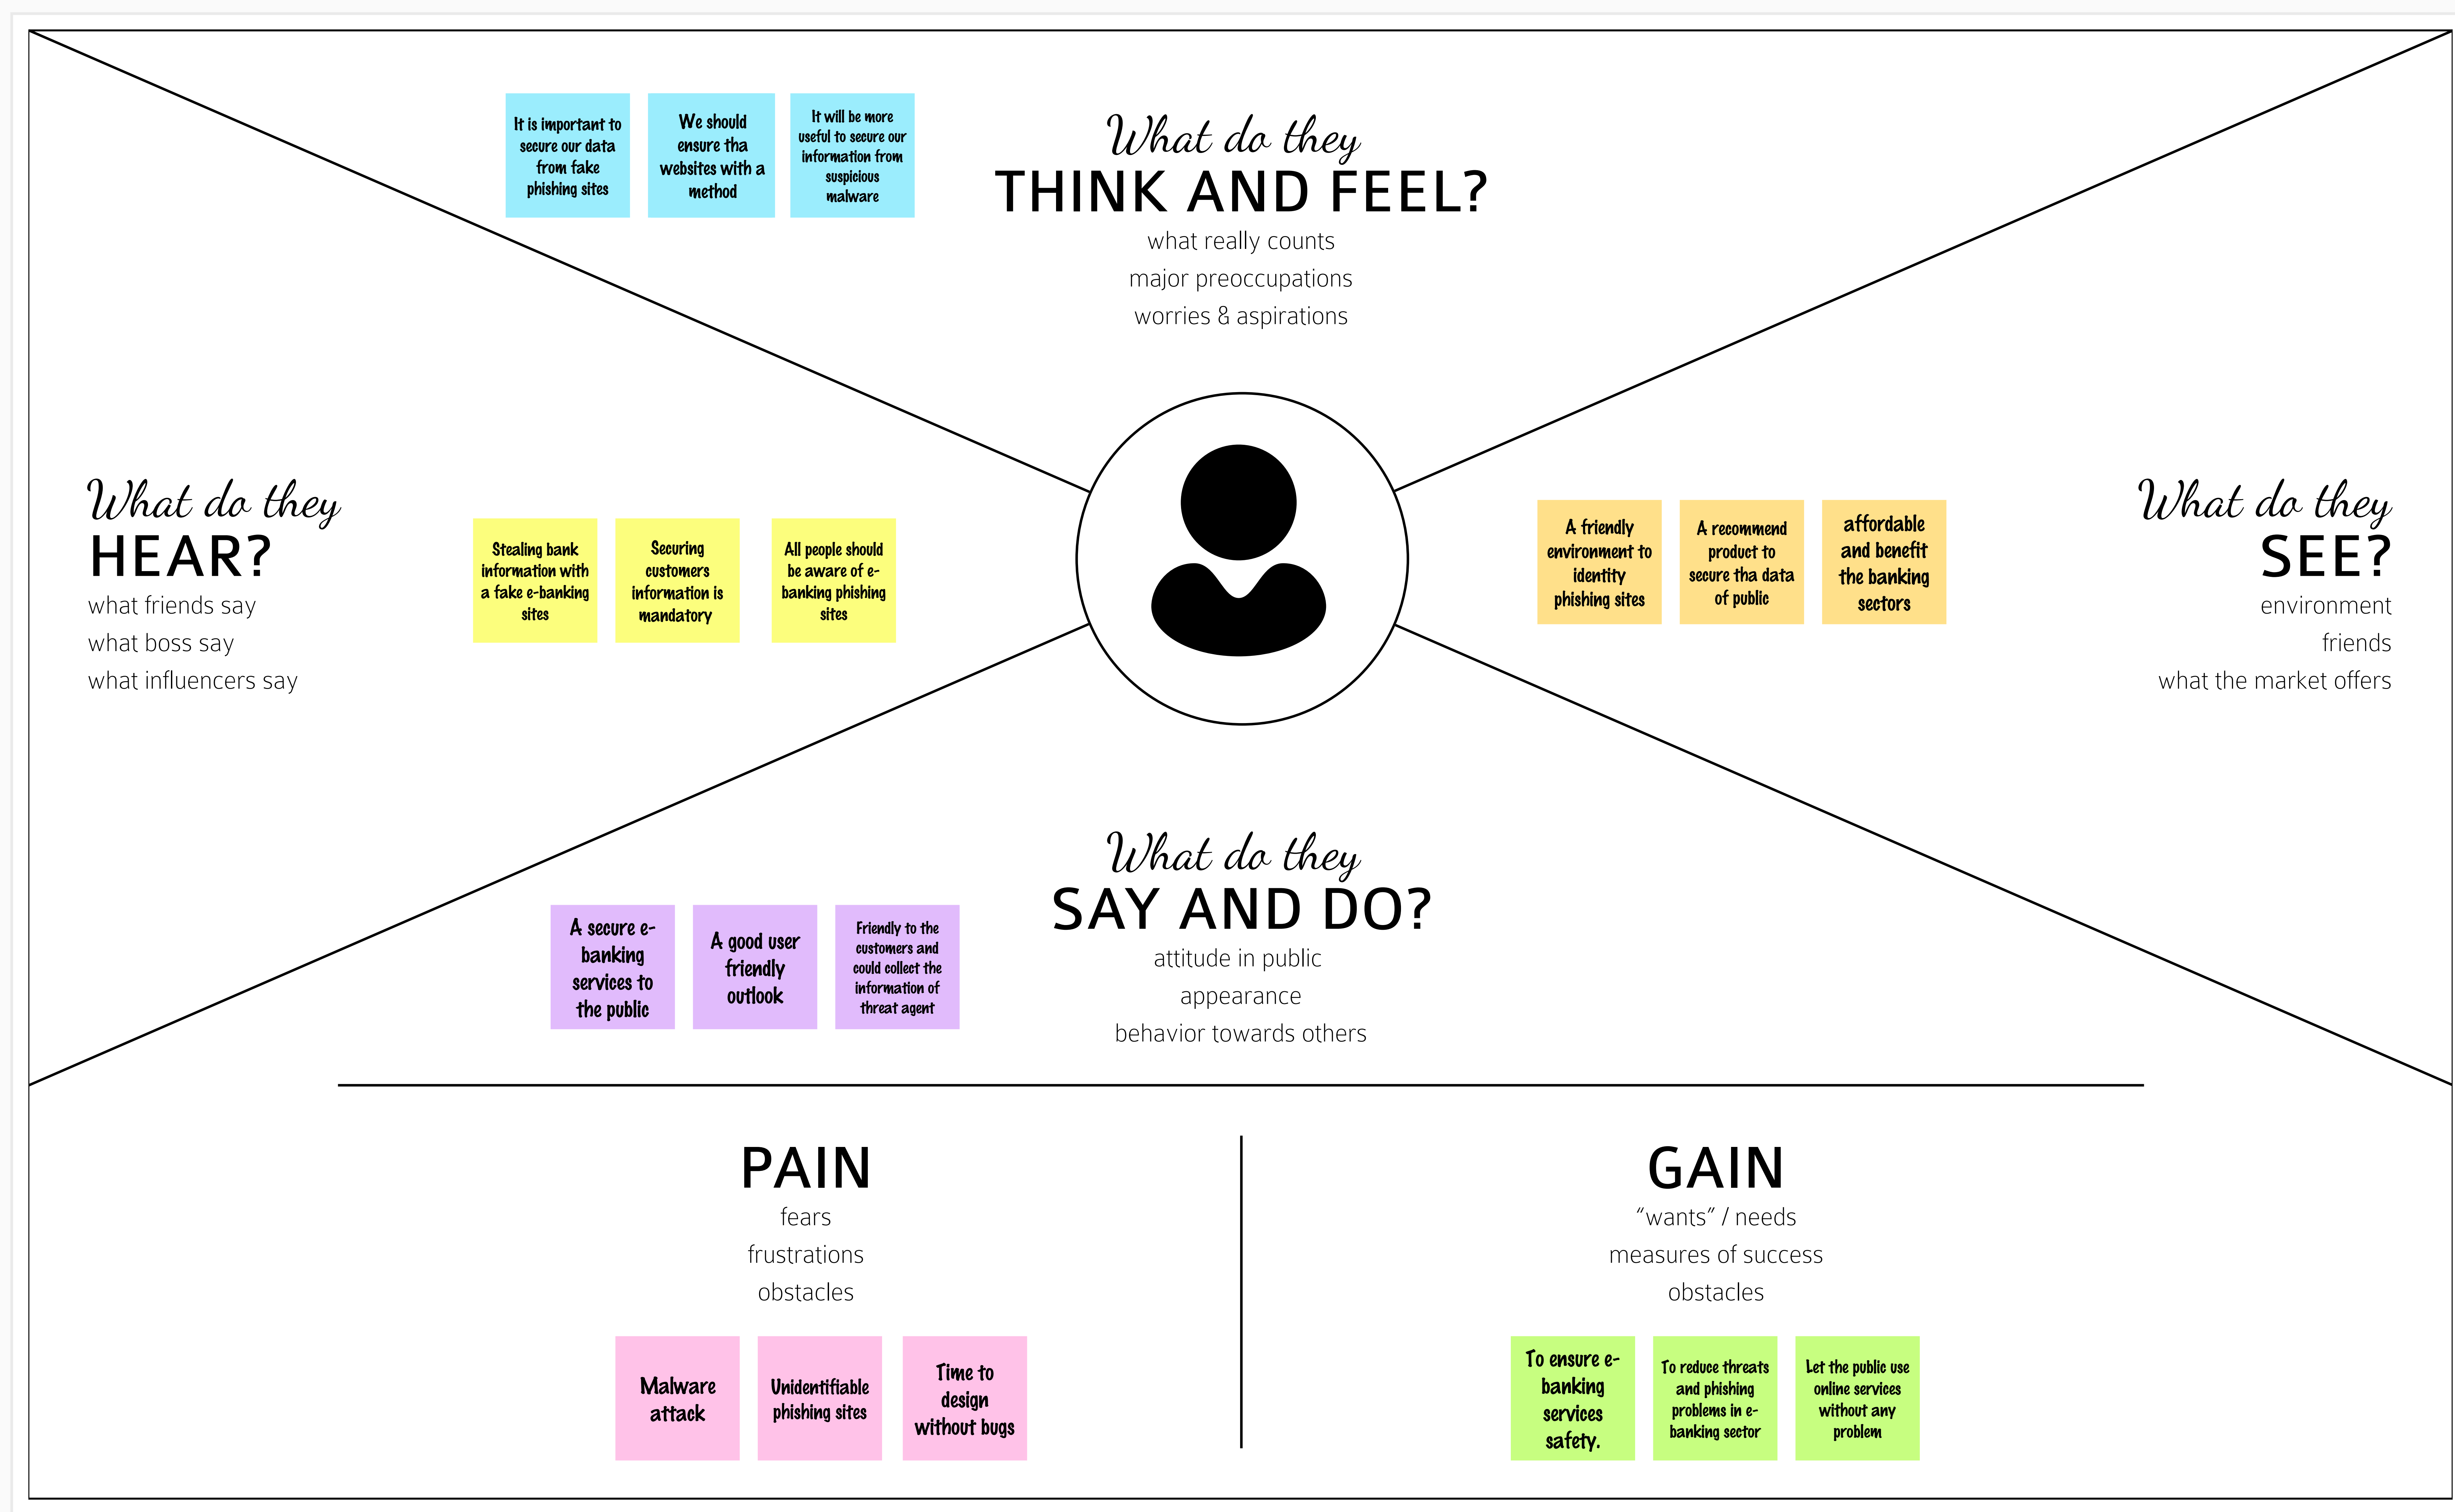 It is important to
secure our data
from fake
phishing sites
We should
ensure tha
websites with a
method
It will be more
useful to secure our
information from
suspicious
malware
What do they
THINK AND FEEL?
what really counts
major preoccupations
worries & aspirations
What do they
HEAR?
what friends say
what boss say
what influencers say
Stealing bank
information with
a fake e-banking
sites
Securing
customers
information is
mandatory
All people should
be aware of e-
banking phishing
sites
A friendly
environment to
identity
phishing sites
A recommend
product to
secure tha data
of public
affordable
and benefit
the banking
sectors
What do they
SEE?
environment
friends
what the market offers
What do they
SAY AND DO?
attitude in public
appearance
behavior towards others
A secure e-
banking
services to
the public
A good user
friendly
outlook
Friendly to the
customers and
could collect the
information of
threat agent
PAIN
fears
frustrations
obstacles
Malware
attack
Unidentifiable
phishing sites
Time to
design
without bugs
GAIN
“wants” / needs
measures of success
obstacles
To ensure e-
banking
services
safety.
To reduce threats
and phishing
problems in e-
banking sector
Let the public use
online services
without any
problem